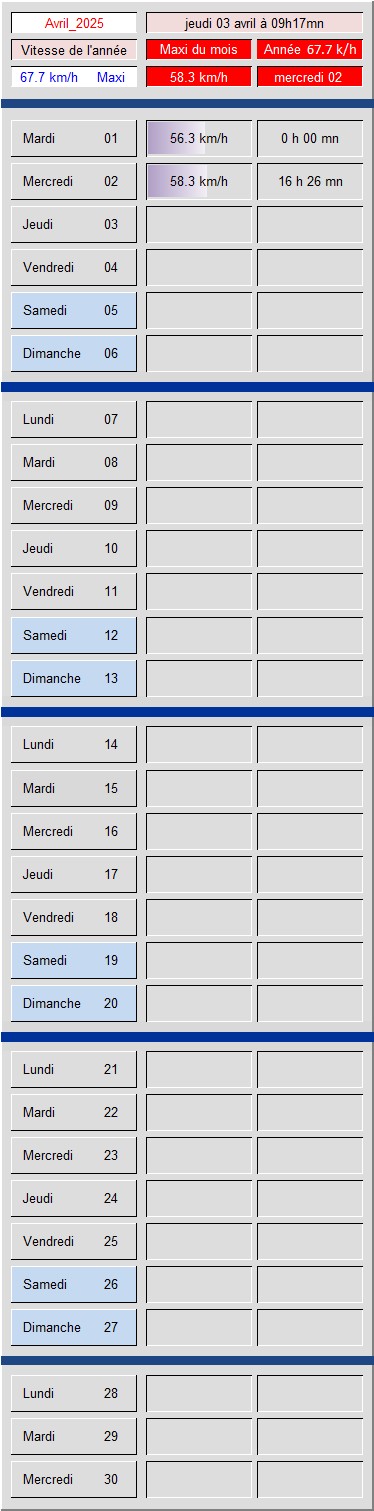 Avril_2025 jeudi 03 avril à 09h17mn
Vitesse de l'année Maxi du mois Année 67.7 k/h
67.7 km/h Maxi 58.3 km/h mercredi 02
Mardi 01 56.3 km/h 0 h 00 mn
Mercredi 02 58.3 km/h 16 h 26 mn
Jeudi 03
Vendredi 04
Samedi 05
Dimanche 06
Lundi 07
Mardi 08
Mercredi 09
Jeudi 10
Vendredi 11
Samedi 12
Dimanche 13
Lundi 14
Mardi 15
Mercredi 16
Jeudi 17
Vendredi 18
Samedi 19
Dimanche 20
Lundi 21
Mardi 22
Mercredi 23
Jeudi 24
Vendredi 25
Samedi 26
Dimanche 27
Lundi 28
Mardi 29
Mercredi 30